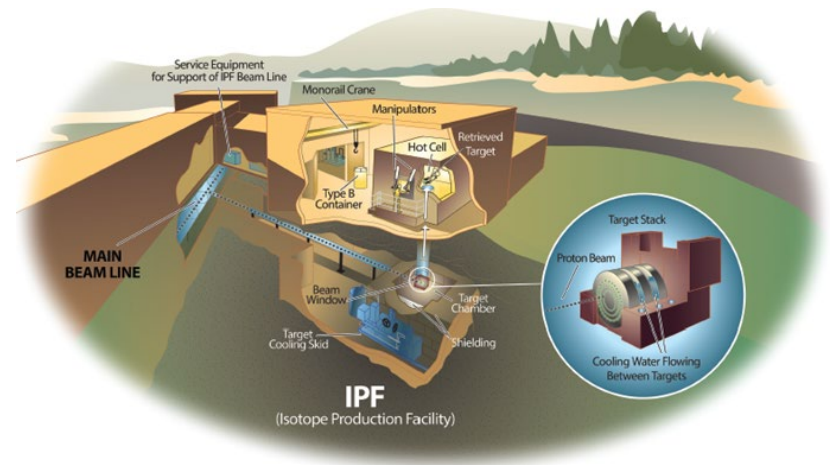 Service Equipment
for Support of IPF Beam Line
Monorail Crane
Manipulators
Retrieved
Target
Hot Cell
Type B
Container
MAIN
BEAM LINE
Target Stack
Proton Beam
Beam
Window
Target
Chamber
Target
Cooling Skid
Shielding
Cooling Water Flowing
Between Targets
IPF
(Isotope Production Facility)